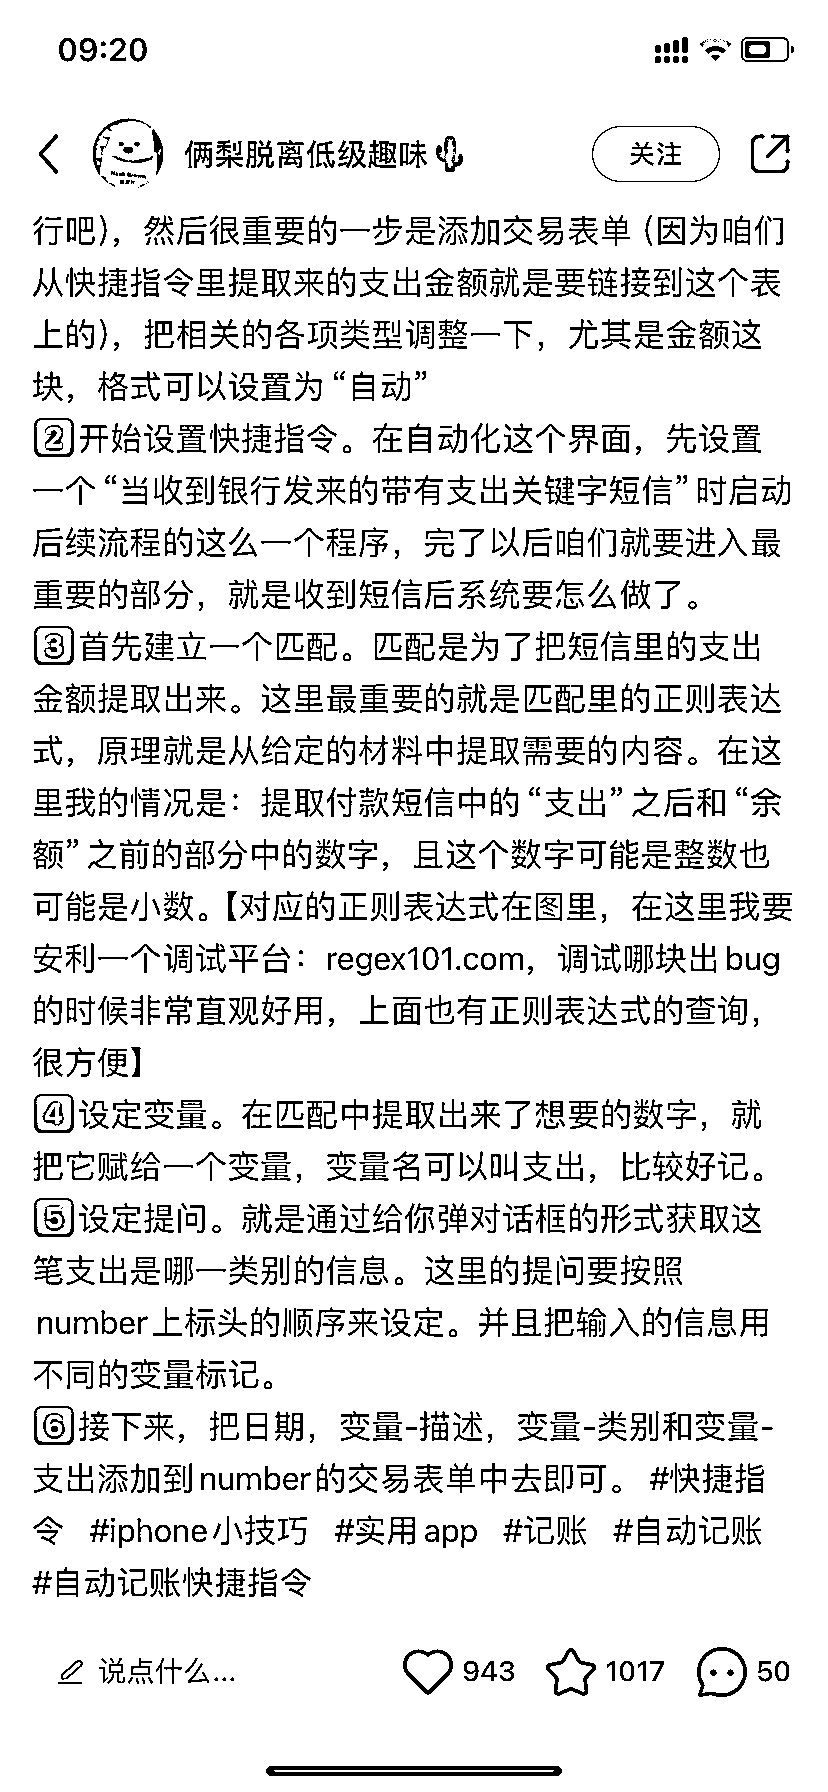 09:20
俩梨脱离低级趣味🌵
关注
行吧），然后很重要的一步是添加交易表单（因为咱们
从快捷指令里提取来的支出金额就是要链接到这个表
上的），把相关的各项类型调整一下，尤其是金额这
块，格式可以设置为“自动”
②开始设置快捷指令。在自动化这个界面，先设置
一个“当收到银行发来的带有支出关键字短信”时启动
后续流程的这么一个程序，完了以后咱们就要进入最
重要的部分，就是收到短信后系统要怎么做了。
③首先建立一个匹配。匹配是为了把短信里的支出
金额提取出来。这里最重要的就是匹配里的正则表达
式，原理就是从给定的材料中提取需要的内容。在这
里我的情况是：提取付款短信中的“支出”之后和“余
额”之前的部分中的数字，且这个数字可能是整数也
可能是小数。【对应的正则表达式在图里，在这里我要
安利一个调试平台：regex101.com，调试哪块出bug
的时候非常直观好用，上面也有正则表达式的查询，
很方便】
④设定变量。在匹配中提取出来了想要的数字，就
把它赋给一个变量，变量名可以叫支出，比较好记。
⑤设定提问。就是通过给你弹对话框的形式获取这
笔支出是哪一类别的信息。这里的提问要按照
number上标头的顺序来设定。并且把输入的信息用
不同的变量标记。
⑥接下来，把日期，变量-描述，变量-类别和变量-
支出添加到number的交易表单中去即可。 #快捷指
令 #iphone小技巧 #实用app #记账 #自动记账
#自动记账快捷指令
说点什么... 943 1017 50